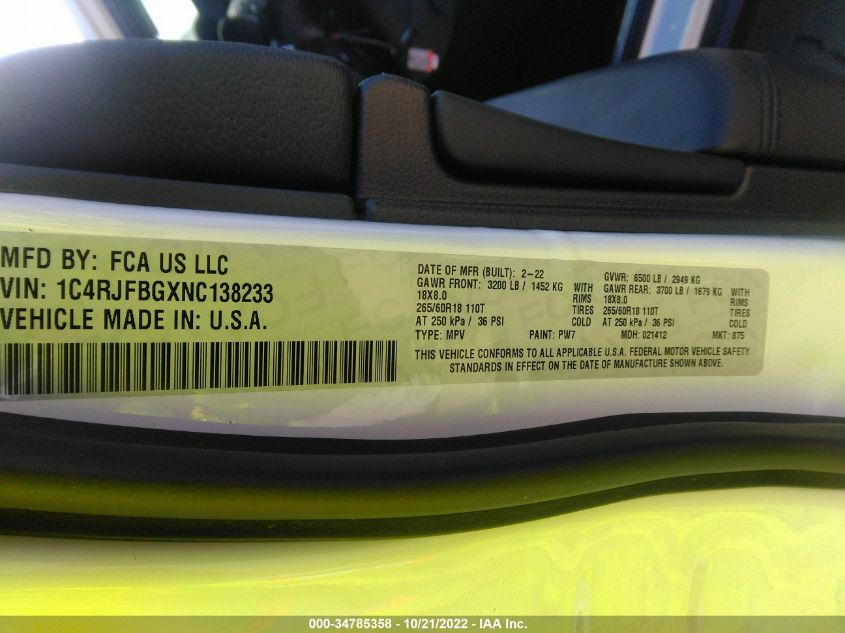 MFD BY: FCA US LLC
VIN: 1C4RJFBGXNC138233
VEHICLE MADE IN: U.S.A.
DATE OF MFR (BUILT): 2-22 GVWR: 6500 LB / 2949 KG
GAWR FRONT: 3200 LB / 1452 KG WITH GAWR REAR: 3700 LB / 1679 KG WITH
18X8.0 RIMS 18X8.0 RIMS
265/60R18 110T TIRES 265/60R18 110T TIRES
AT 250 kPa / 36 PSI COLD AT 250 kPa / 36 PSI COLD
TYPE: MPV PAINT: PW7 MDH: 021412 MKT: B75
THIS VEHICLE CONFORMS TO ALL APPLICABLE U.S.A. FEDERAL MOTOR VEHICLE SAFETY
STANDARDS IN EFFECT ON THE DATE OF MANUFACTURE SHOWN ABOVE.
000-34785358 - 10/21/2022 - IAA Inc.